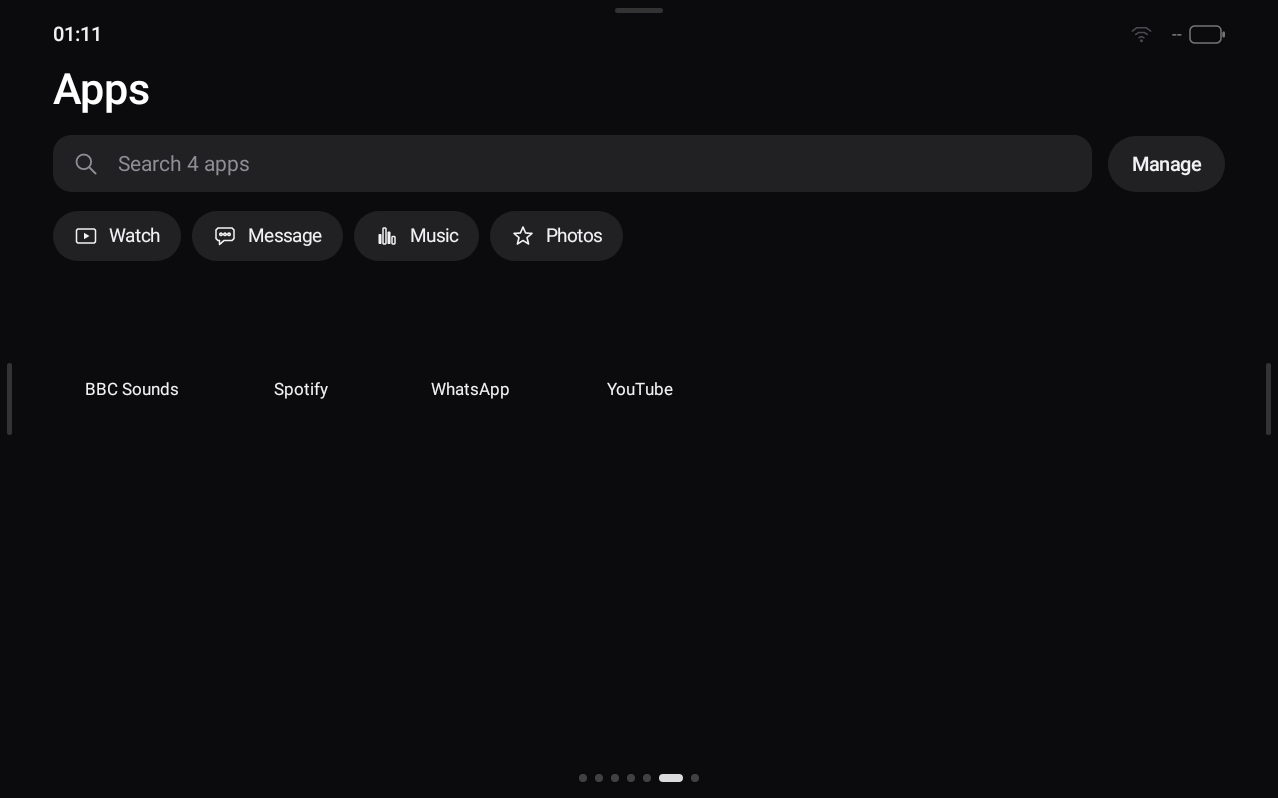 01:11
--
Apps
Search 4 apps
Manage
Watch
Message
Music
Photos
BBC Sounds
Spotify
WhatsApp
YouTube